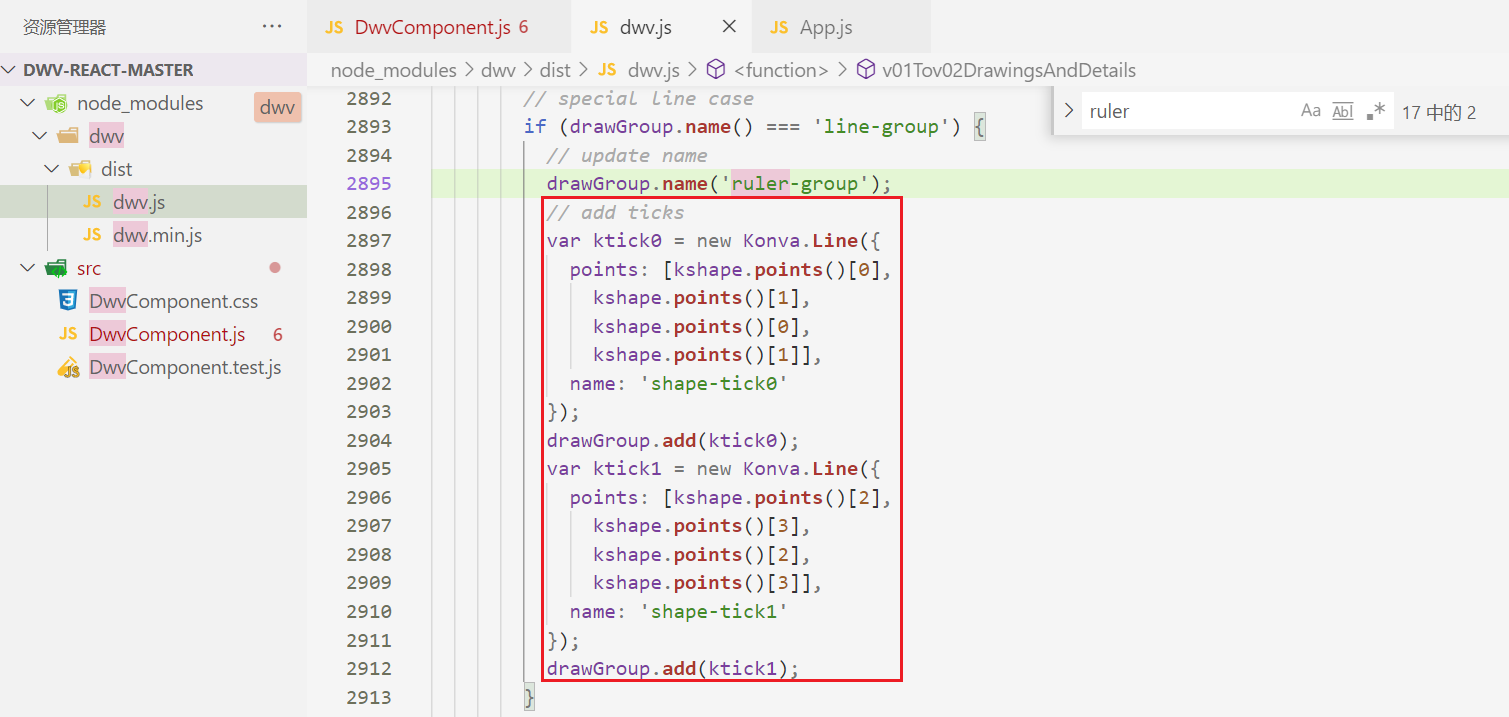 资源管理器 ···
DWV-REACT-MASTER
dwv
node_modules
dwv
dist
JS dwv.js
JS dwv.min.js
src
DwvComponent.css
JS DwvComponent.js 6
DwvComponent.test.js
JS DwvComponent.js 6 JS dwv.js JS App.js
node_modules > dwv > dist > JS dwv.js > <function> > v01Tov02DrawingsAndDetails
ruler Aa Abl .* 17 中的 2
2892 // special line case
2893 if (drawGroup.name() === 'line-group') {
2894 // update name
2895 drawGroup.name('ruler-group');
2896 // add ticks
2897 var ktick0 = new Konva.Line({
2898 points: [kshape.points()[0],
2899 kshape.points()[1],
2900 kshape.points()[0],
2901 kshape.points()[1]],
2902 name: 'shape-tick0'
2903 });
2904 drawGroup.add(ktick0);
2905 var ktick1 = new Konva.Line({
2906 points: [kshape.points()[2],
2907 kshape.points()[3],
2908 kshape.points()[2],
2909 kshape.points()[3]],
2910 name: 'shape-tick1'
2911 });
2912 drawGroup.add(ktick1);
2913 }